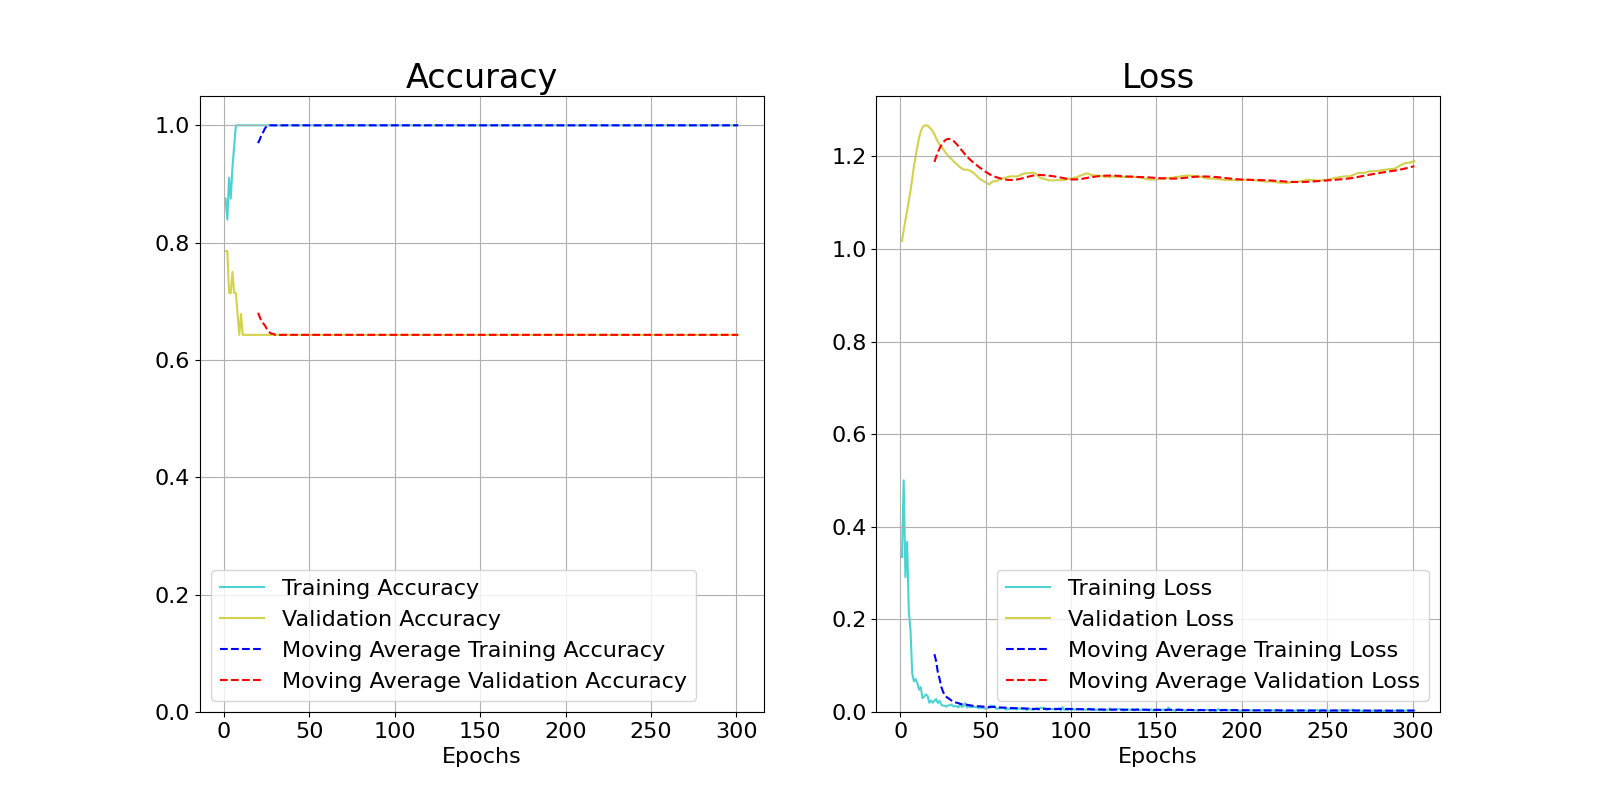 Accuracy
1.0
0.8
0.6
0.4
0.2
0.0
Training Accuracy
Validation Accuracy
Moving Average Training Accuracy
Moving Average Validation Accuracy
0 50 100 150 200 250 300
Epochs
Loss
1.2
1.0
0.8
0.6
0.4
0.2
0.0
Training Loss
Validation Loss
Moving Average Training Loss
Moving Average Validation Loss
0 50 100 150 200 250 300
Epochs